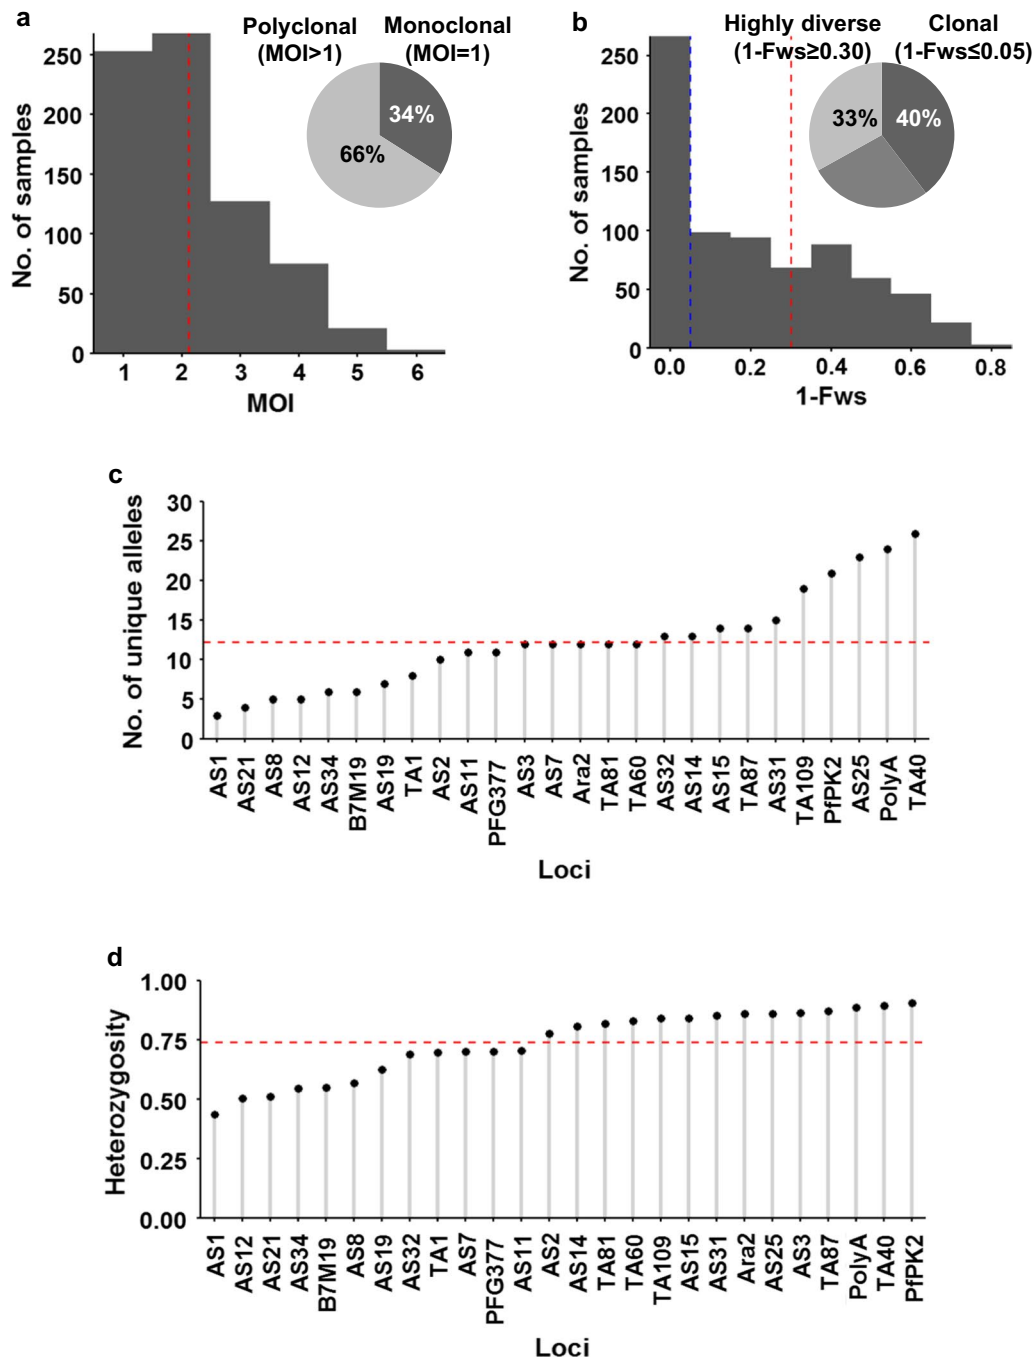 a
Polyclonal
(MOI>1)
Monoclonal
(MOI=1)
34%
66%
No. of samples
250
200
150
100
50
0
1 2 3 4 5 6
MOI
b
Highly diverse
(1-Fws≥0.30)
Clonal
(1-Fws≤0.05)
33%
40%
No. of samples
250
200
150
100
50
0
0.0 0.2 0.4 0.6 0.8
1-Fws
c
No. of unique alleles
30
25
20
15
10
5
0
AS1
AS21
AS8
AS12
AS34
B7M19
AS19
TA1
AS2
AS11
PFG377
AS3
AS7
Ara2
TA81
TA60
AS32
AS14
AS15
TA87
AS31
TA109
PfPK2
AS25
PolyA
TA40
Loci
d
Heterozygosity
1.00
0.75
0.50
0.25
0.00
AS1
AS12
AS21
AS34
B7M19
AS8
AS19
AS32
TA1
AS7
PFG377
AS11
AS2
AS14
TA81
TA60
TA109
AS15
AS31
Ara2
AS25
AS3
TA87
PolyA
TA40
PfPK2
Loci